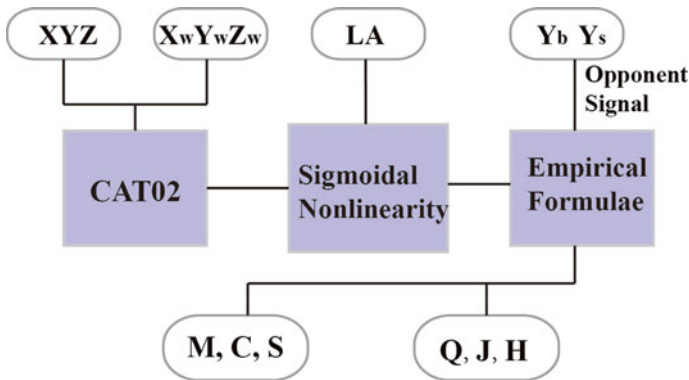 XYZ
XwYwZw
LA
Yb Ys
Opponent
Signal
CAT02
Sigmoidal
Nonlinearity
Empirical
Formulae
M, C, S
Q, J, H